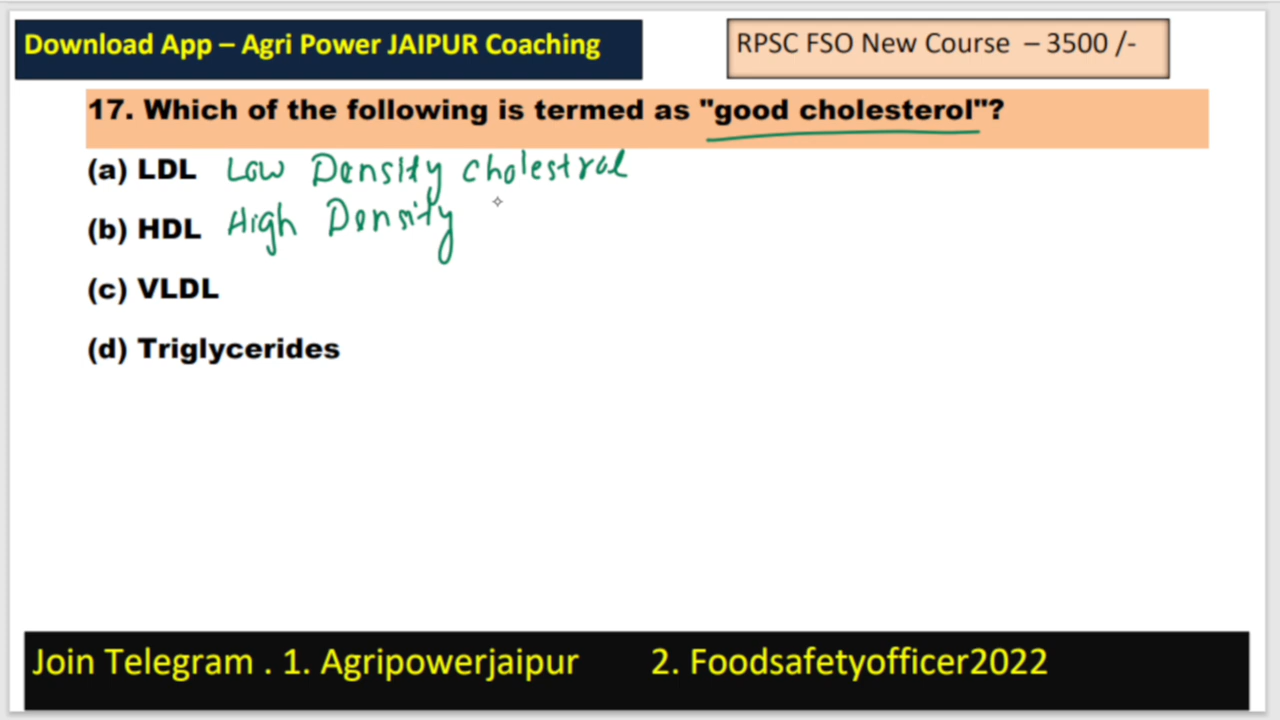 Download App – Agri Power JAIPUR Coaching
RPSC FSO New Course – 3500 /-
17. Which of the following is termed as "good cholesterol"?
(a) LDL Low Density cholestral
(b) HDL High Density
(c) VLDL
(d) Triglycerides
Join Telegram . 1. Agripowerjaipur 2. Foodsafetyofficer2022